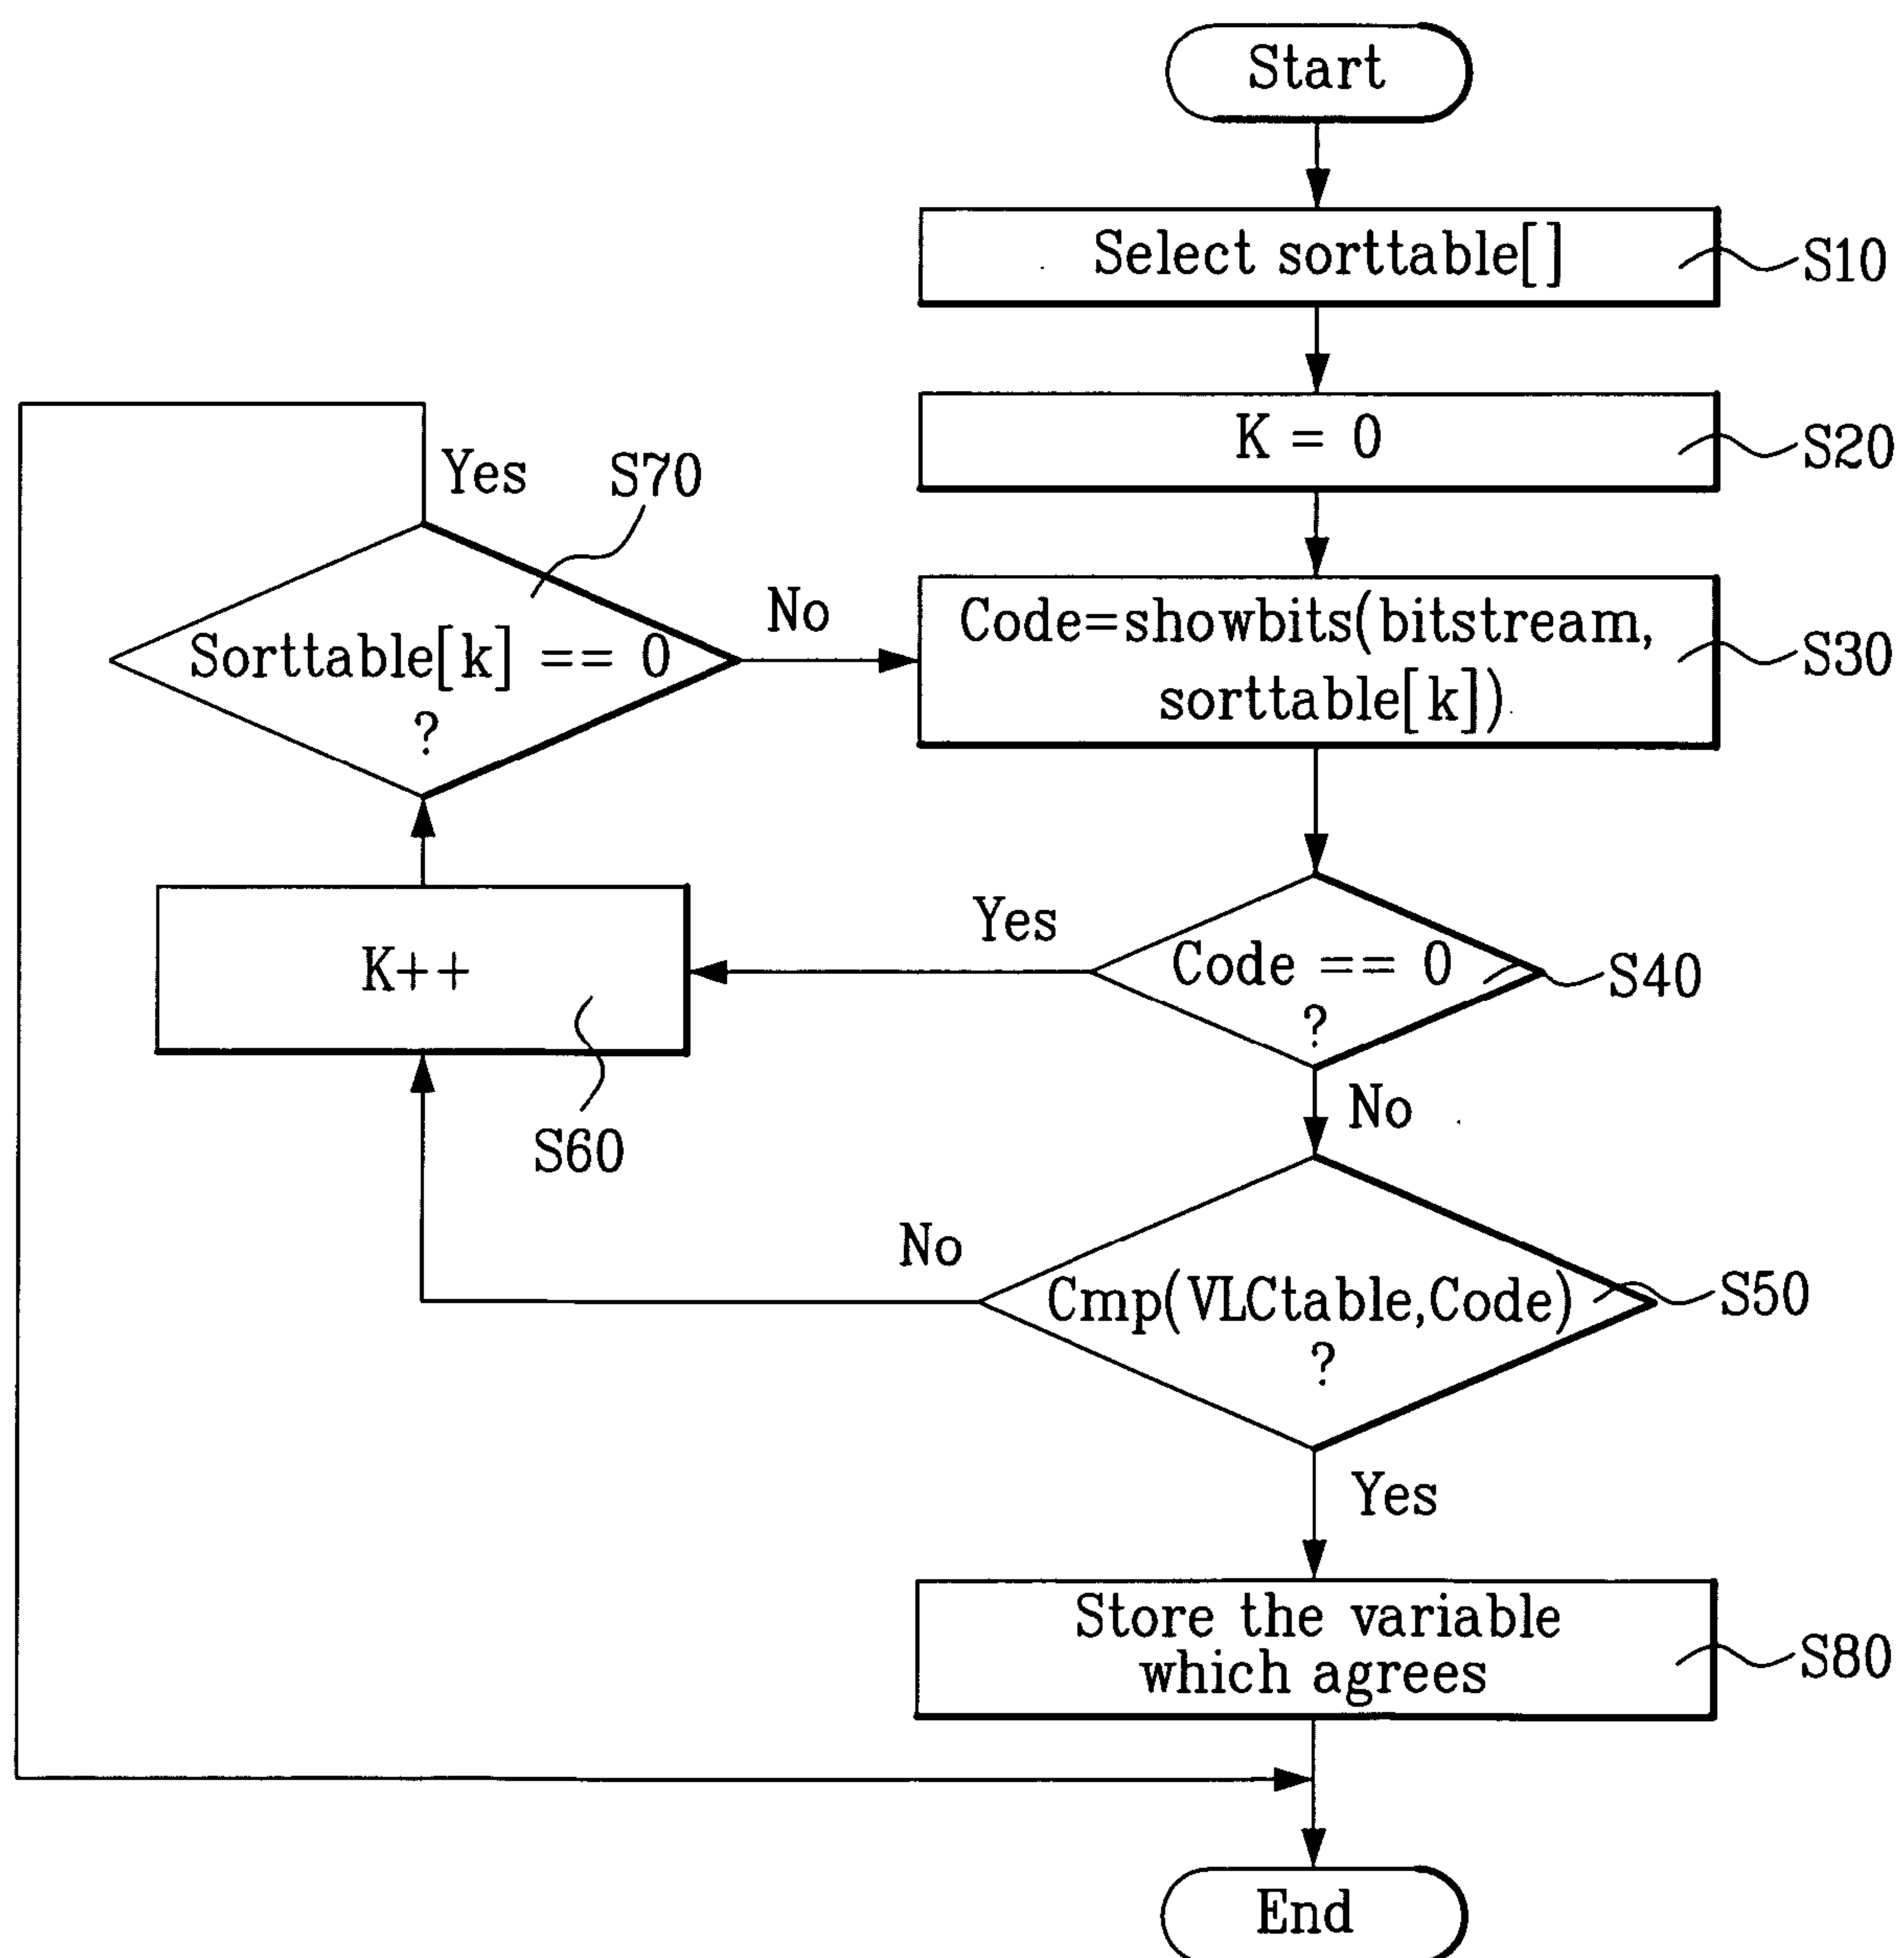 Start
Select sorttable[]
S10
K = 0
S20
Yes
S70
Sorttable[k] == 0
?
No
Code=showbits(bitstream,
sorttable[k])
S30
K++
S60
Yes
Code == 0
?
S40
No
No
Cmp(VLCtable,Code)
?
S50
Yes
Store the variable
which agrees
S80
End